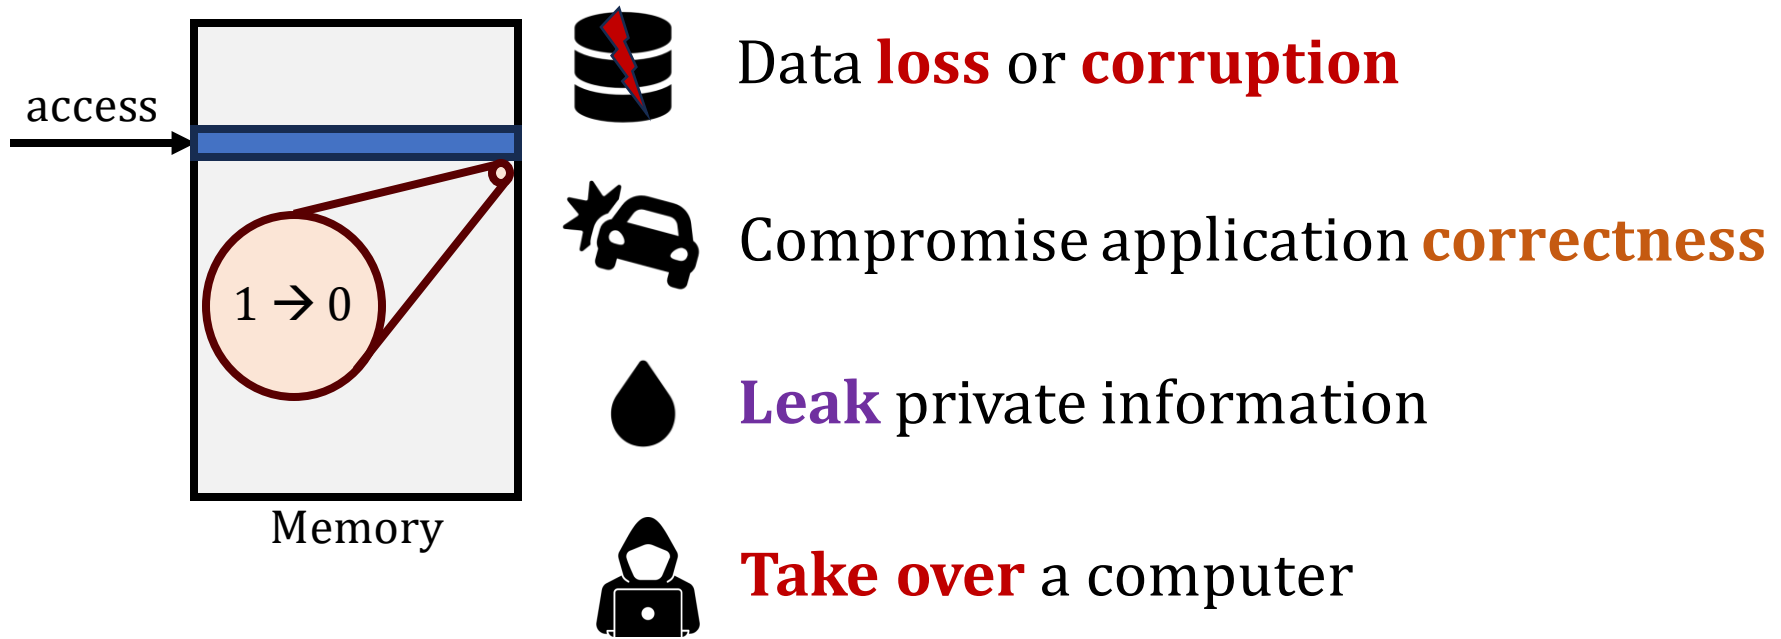 access
1 → 0
Memory
Data loss or corruption
Compromise application correctness
Leak private information
Take over a computer